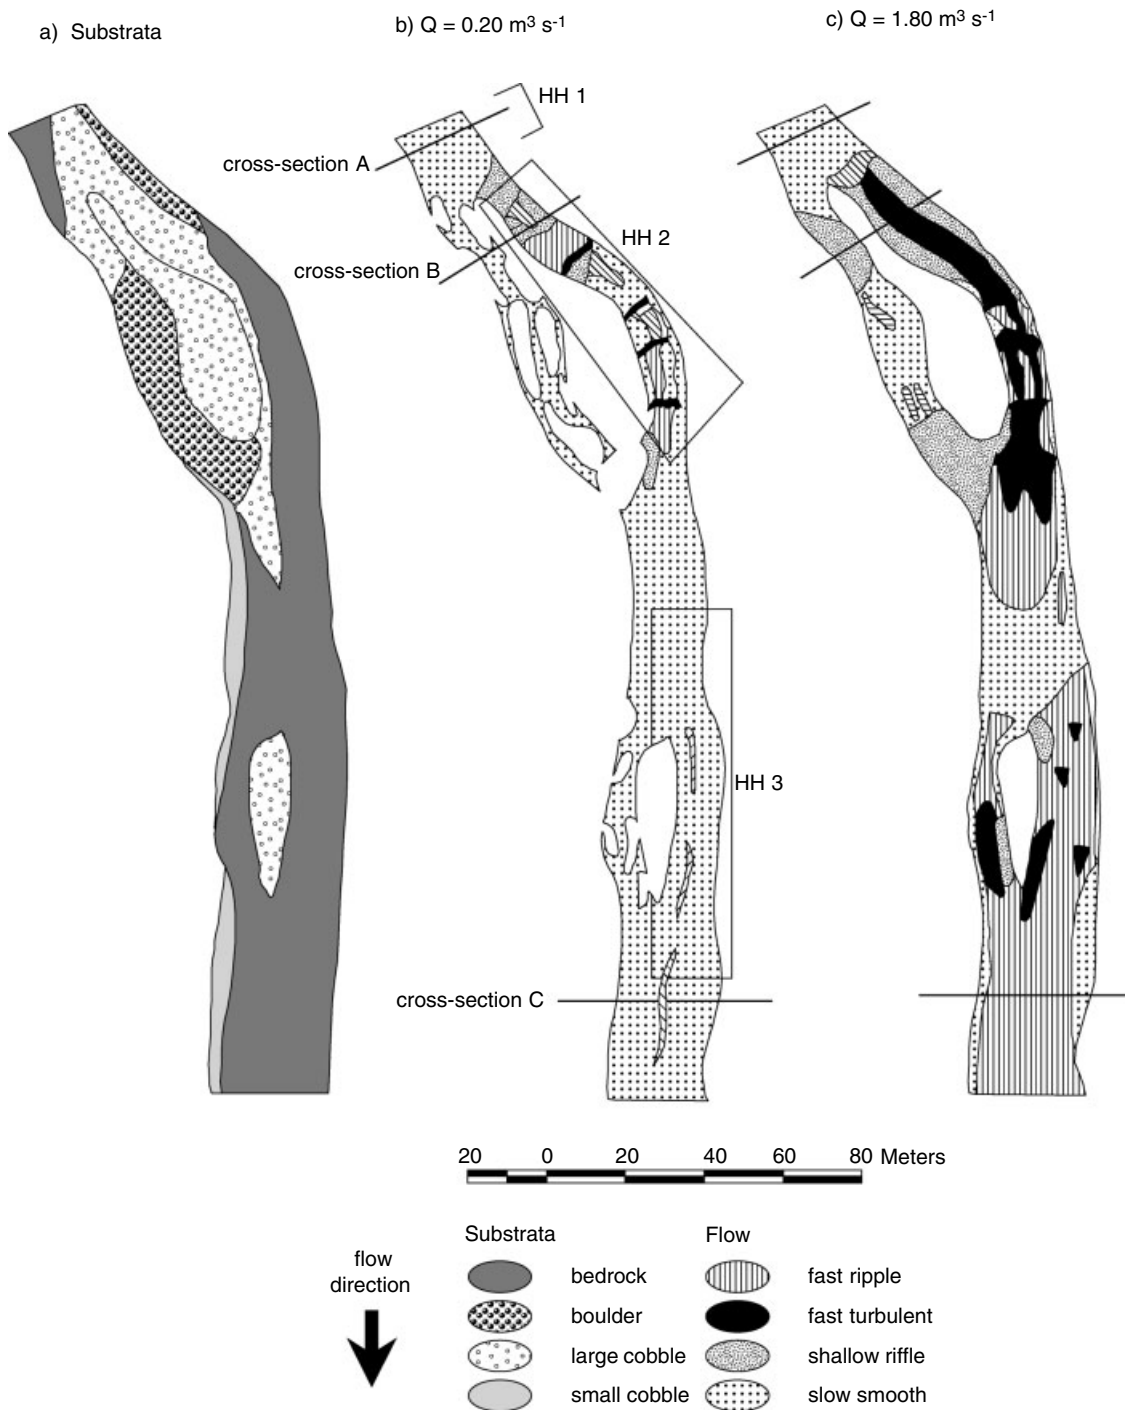 a) Substrata
b) Q = 0.20 m³ s⁻¹
c) Q = 1.80 m³ s⁻¹
HH 1
cross-section A
HH 2
cross-section B
HH 3
cross-section C
20 0 20 40 60 80 Meters
Substrata Flow
flow
direction
bedrock fast ripple
boulder fast turbulent
large cobble shallow riffle
small cobble slow smooth